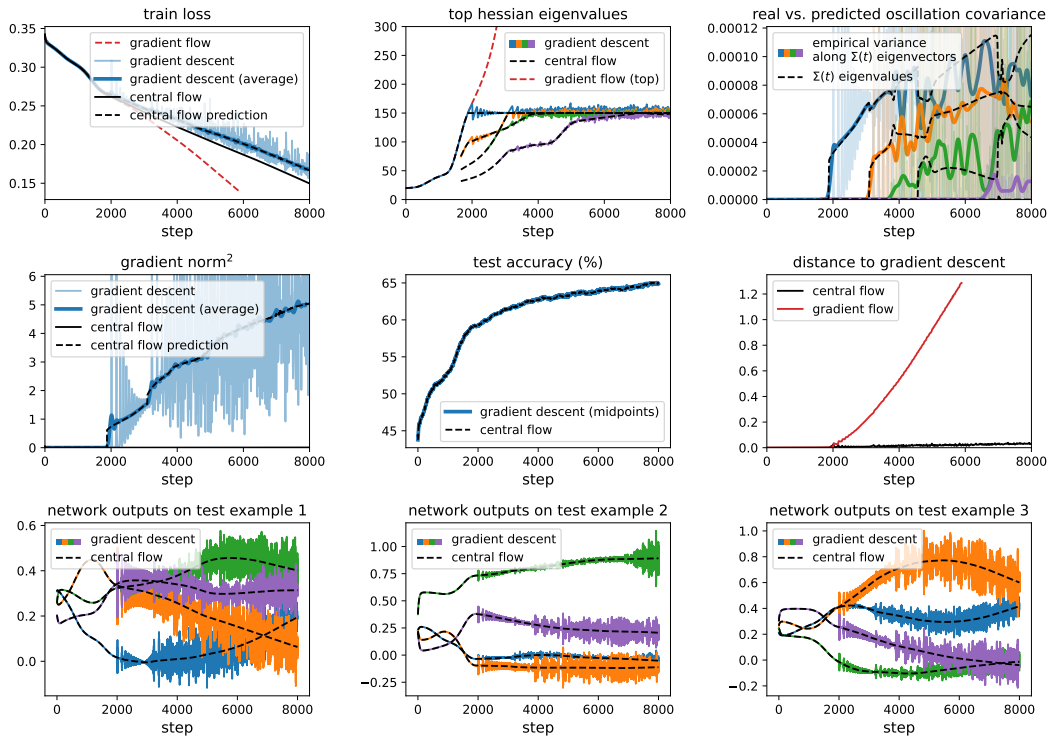 train loss
0.35
0.30
0.25
0.20
0.15
gradient flow
gradient descent
gradient descent (average)
central flow
central flow prediction
0 2000 4000 6000 8000
step
top hessian eigenvalues
300
250
200
150
100
50
0
gradient descent
central flow
gradient flow (top)
0 2000 4000 6000 8000
step
real vs. predicted oscillation covariance
0.00012
0.00010
0.00008
0.00006
0.00004
0.00002
0.00000
empirical variance
along Σ(t) eigenvectors
Σ(t) eigenvalues
0 2000 4000 6000 8000
step
gradient norm²
6
5
4
3
2
1
0
gradient descent
gradient descent (average)
central flow
central flow prediction
0 2000 4000 6000 8000
step
test accuracy (%)
65
60
55
50
45
gradient descent (midpoints)
central flow
0 2000 4000 6000 8000
step
distance to gradient descent
1.2
1.0
0.8
0.6
0.4
0.2
0.0
central flow
gradient flow
0 2000 4000 6000 8000
step
network outputs on test example 1
0.6
0.4
0.2
0.0
gradient descent
central flow
0 2000 4000 6000 8000
step
network outputs on test example 2
1.00
0.75
0.50
0.25
0.00
−0.25
gradient descent
central flow
0 2000 4000 6000 8000
step
network outputs on test example 3
1.0
0.8
0.6
0.4
0.2
0.0
−0.2
gradient descent
central flow
0 2000 4000 6000 8000
step